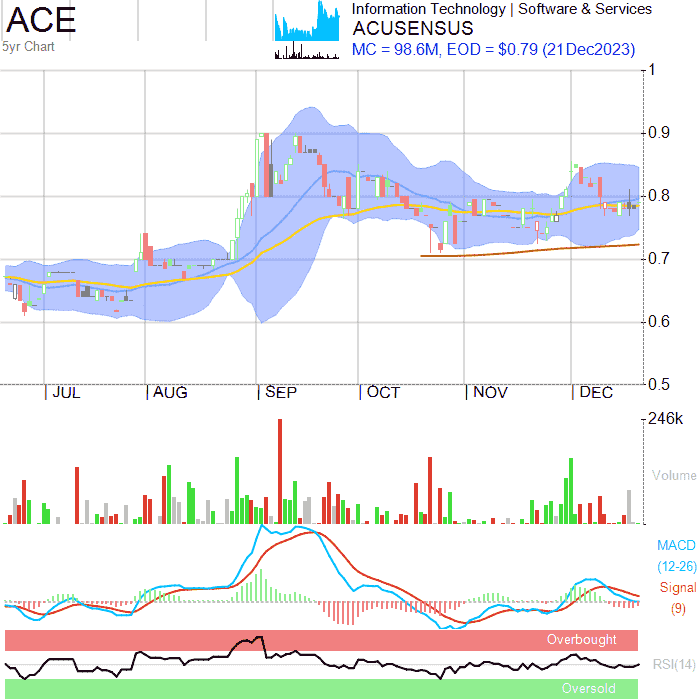 ACE
5yr Chart
Information Technology | Software & Services
ACUSENSUS
MC = 98.6M, EOD = $0.79 (21Dec2023)
1
0.9
0.8
0.7
0.6
0.5
JUL AUG SEP OCT NOV DEC
246k
Volume
MACD
(12-26)
Signal
(9)
Overbought
RSI(14)
Oversold